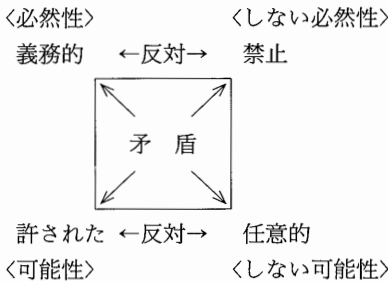 〈必然性〉 〈しない必然性〉
義務的 ←反対→ 禁止
矛 盾
許された ←反対→ 任意的
〈可能性〉 〈しない可能性〉